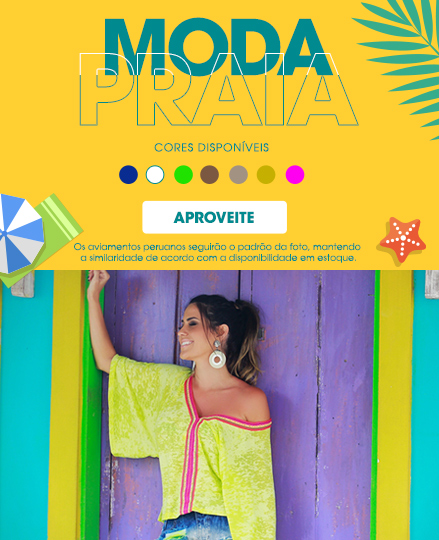 MODA
PRAIA
CORES DISPONÍVEIS
APROVEITE
Os aviamentos peruanos seguirão o padrão da foto, mantendo
a similaridade de acordo com a disponibilidade em estoque.